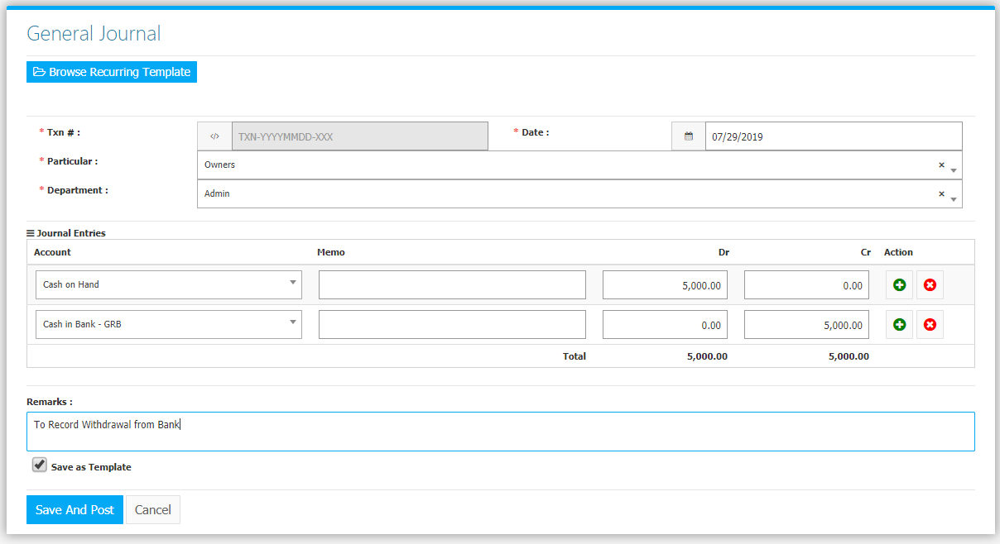 General Journal
Browse Recurring Template
* Txn # : </> TXN-YYYYMMDD-XXX * Date : 07/29/2019
* Particular : Owners ×
* Department : Admin ×
Journal Entries
Account Memo Dr Cr Action
Cash on Hand 5,000.00 0.00
Cash in Bank - GRB 0.00 5,000.00
Total 5,000.00 5,000.00
Remarks :
To Record Withdrawal from Bank
Save as Template
Save And Post Cancel